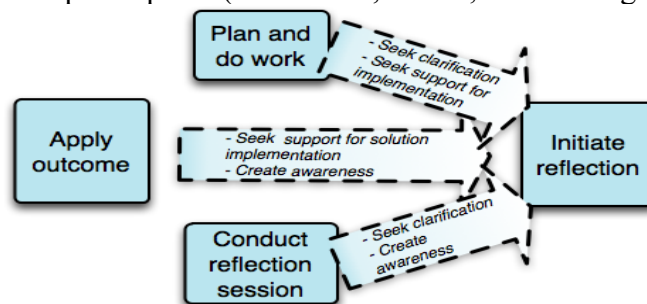 Plan and
do work
- Seek clarification
- Seek support for
implementation
Apply
outcome
- Seek support for solution
implementation
- Create awareness
Initiate
reflection
Conduct
reflection
session
- Seek clarification
- Create
awareness